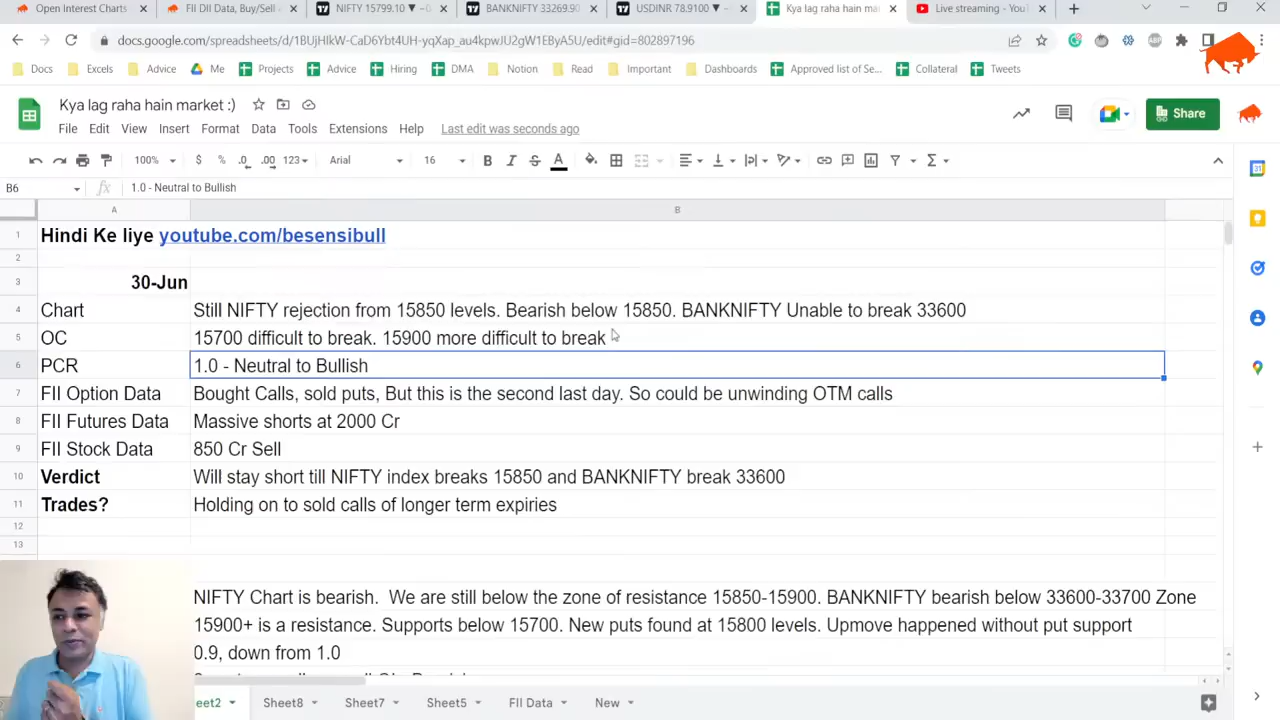 Open Interest Charts
FII DII Data, Buy/Sell
NIFTY 15799.10 ▼
BANKNIFTY 33269.90
USDINR 78.9100 ▼
Kya lag raha hain mar
Live streaming - You
docs.google.com/spreadsheets/d/1BUjHlkW-CaD6Ybt4UH-yqXap_au4kpwJU2gW1EByA5U/edit#gid=802897196
Docs Excels Advice Me Projects Advice Hiring DMA Notion Read Important Dashboards Approved list of Se... Collateral Tweets
Kya lag raha hain market :)
Share
File Edit View Insert Format Data Tools Extensions Help Last edit was seconds ago
100% $ % .0 .00 123 Arial 16 B I S A
B6 fx 1.0 - Neutral to Bullish
A B
1 Hindi Ke liye youtube.com/besensibull
2
3 30-Jun
4 Chart Still NIFTY rejection from 15850 levels. Bearish below 15850. BANKNIFTY Unable to break 33600
5 OC 15700 difficult to break. 15900 more difficult to break
6 PCR 1.0 - Neutral to Bullish
7 FII Option Data Bought Calls, sold puts, But this is the second last day. So could be unwinding OTM calls
8 FII Futures Data Massive shorts at 2000 Cr
9 FII Stock Data 850 Cr Sell
10 Verdict Will stay short till NIFTY index breaks 15850 and BANKNIFTY break 33600
11 Trades? Holding on to sold calls of longer term expiries
12
13
NIFTY Chart is bearish. We are still below the zone of resistance 15850-15900. BANKNIFTY bearish below 33600-33700 Zone
15900+ is a resistance. Supports below 15700. New puts found at 15800 levels. Upmove happened without put support
0.9, down from 1.0
eet2 Sheet8 Sheet7 Sheet5 FII Data New